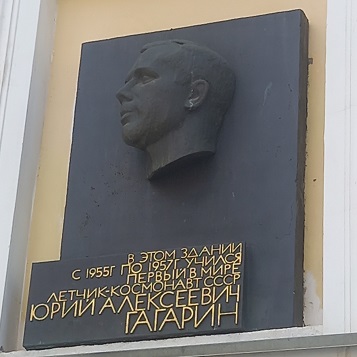 В ЭТОМ ЗДАНИИ
С 1955Г ПО 1957Г УЧИЛСЯ
ПЕРВЫЙ В МИРЕ
ЛЕТЧИК-КОСМОНАВТ СССР
ЮРИЙ АЛЕКСЕЕВИЧ
ГАГАРИН